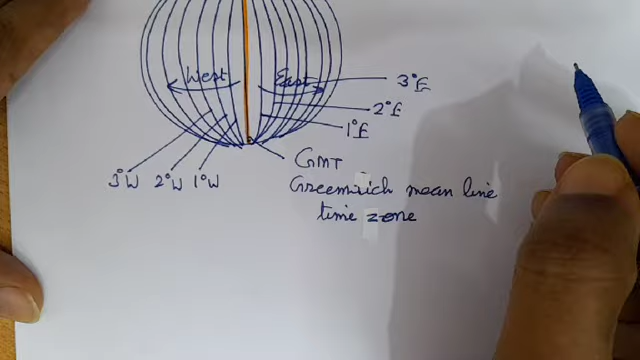 West East
3°E
2°E
1°E
GMT
3°W 2°W 1°W
Greenwich mean line
time zone